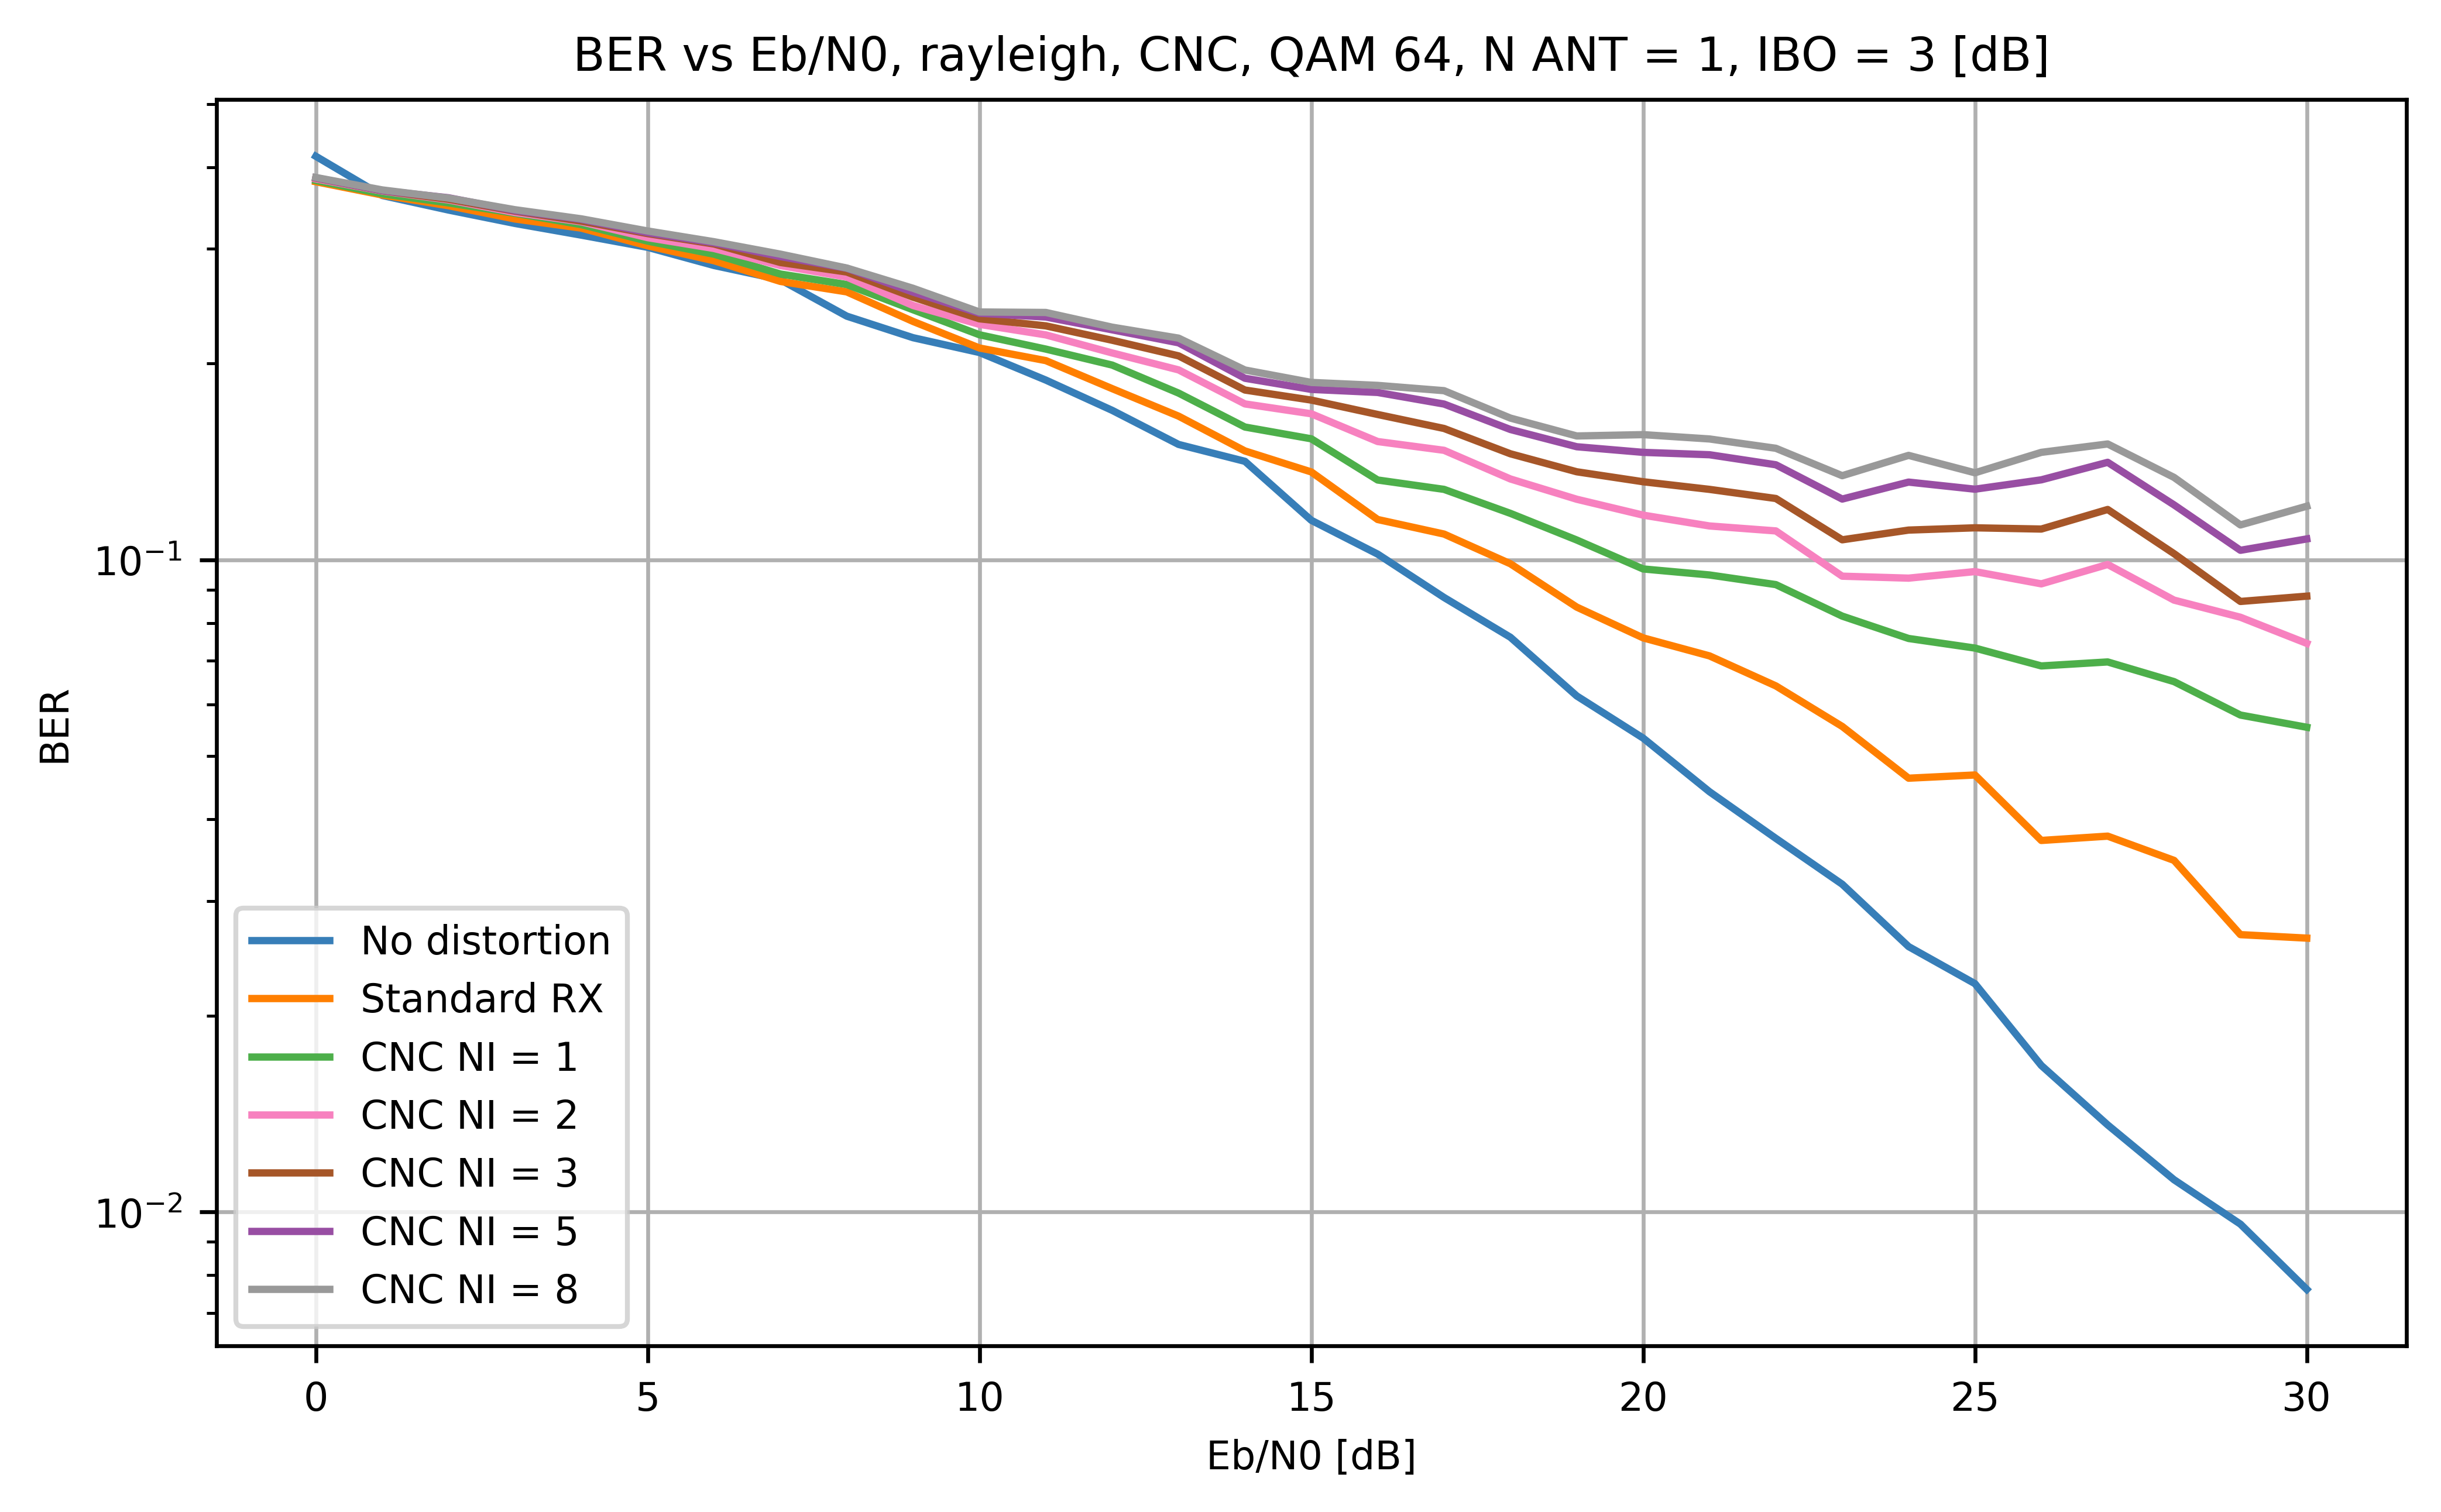 BER vs Eb/N0, rayleigh, CNC, QAM 64, N ANT = 1, IBO = 3 [dB]
BER
10⁻¹
10⁻²
No distortion
Standard RX
CNC NI = 1
CNC NI = 2
CNC NI = 3
CNC NI = 5
CNC NI = 8
0 5 10 15 20 25 30
Eb/N0 [dB]